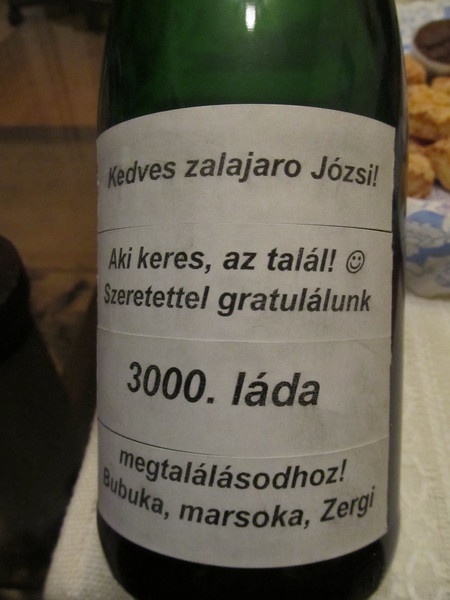 Kedves zalajaro Józsi!
Aki keres, az talál! ☺
Szeretettel gratulálunk
3000. láda
megtalálásodhoz!
Bubuka, marsoka, Zergi